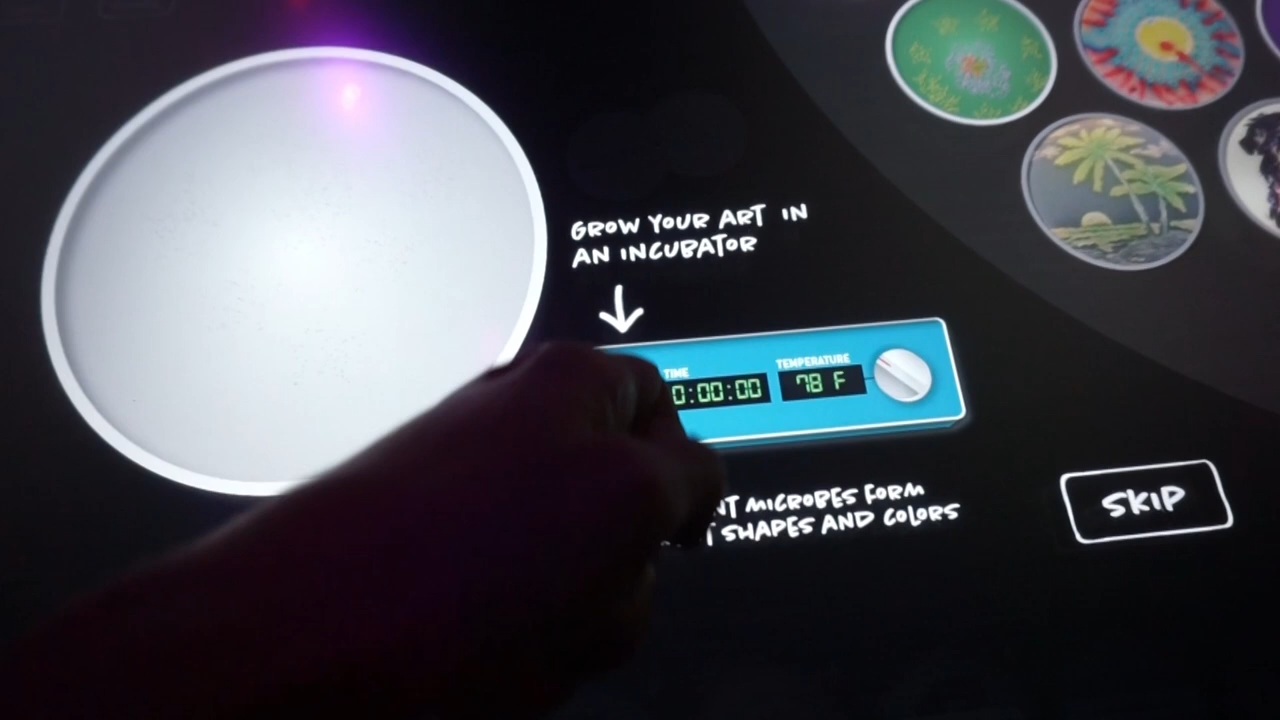 GROW YOUR ART IN
AN INCUBATOR
TIME
0:00:00
TEMPERATURE
78 F
MICROBES FORM
SHAPES AND COLORS
SKIP